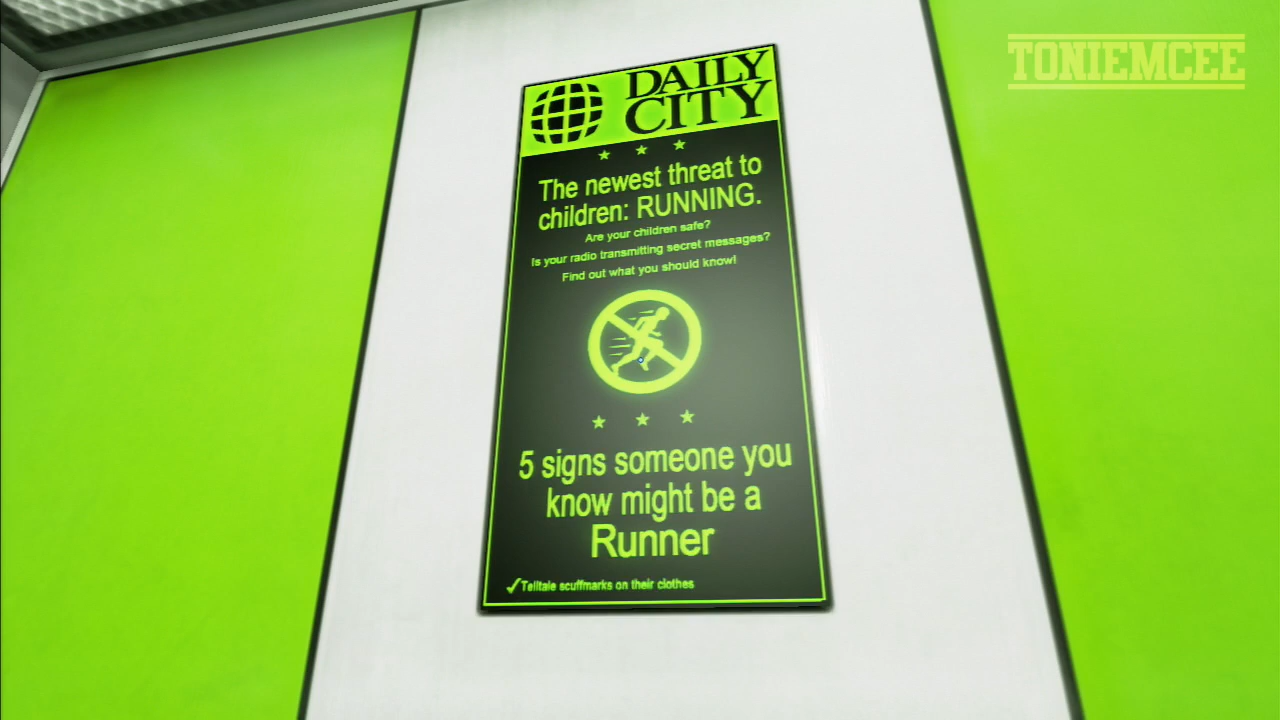 TONIEMCEE
DAILY
CITY
The newest threat to
children: RUNNING.
Are your children safe?
Is your radio transmitting secret messages?
Find out what you should know!
5 signs someone you
know might be a
Runner
✓Telltale scuffmarks on their clothes